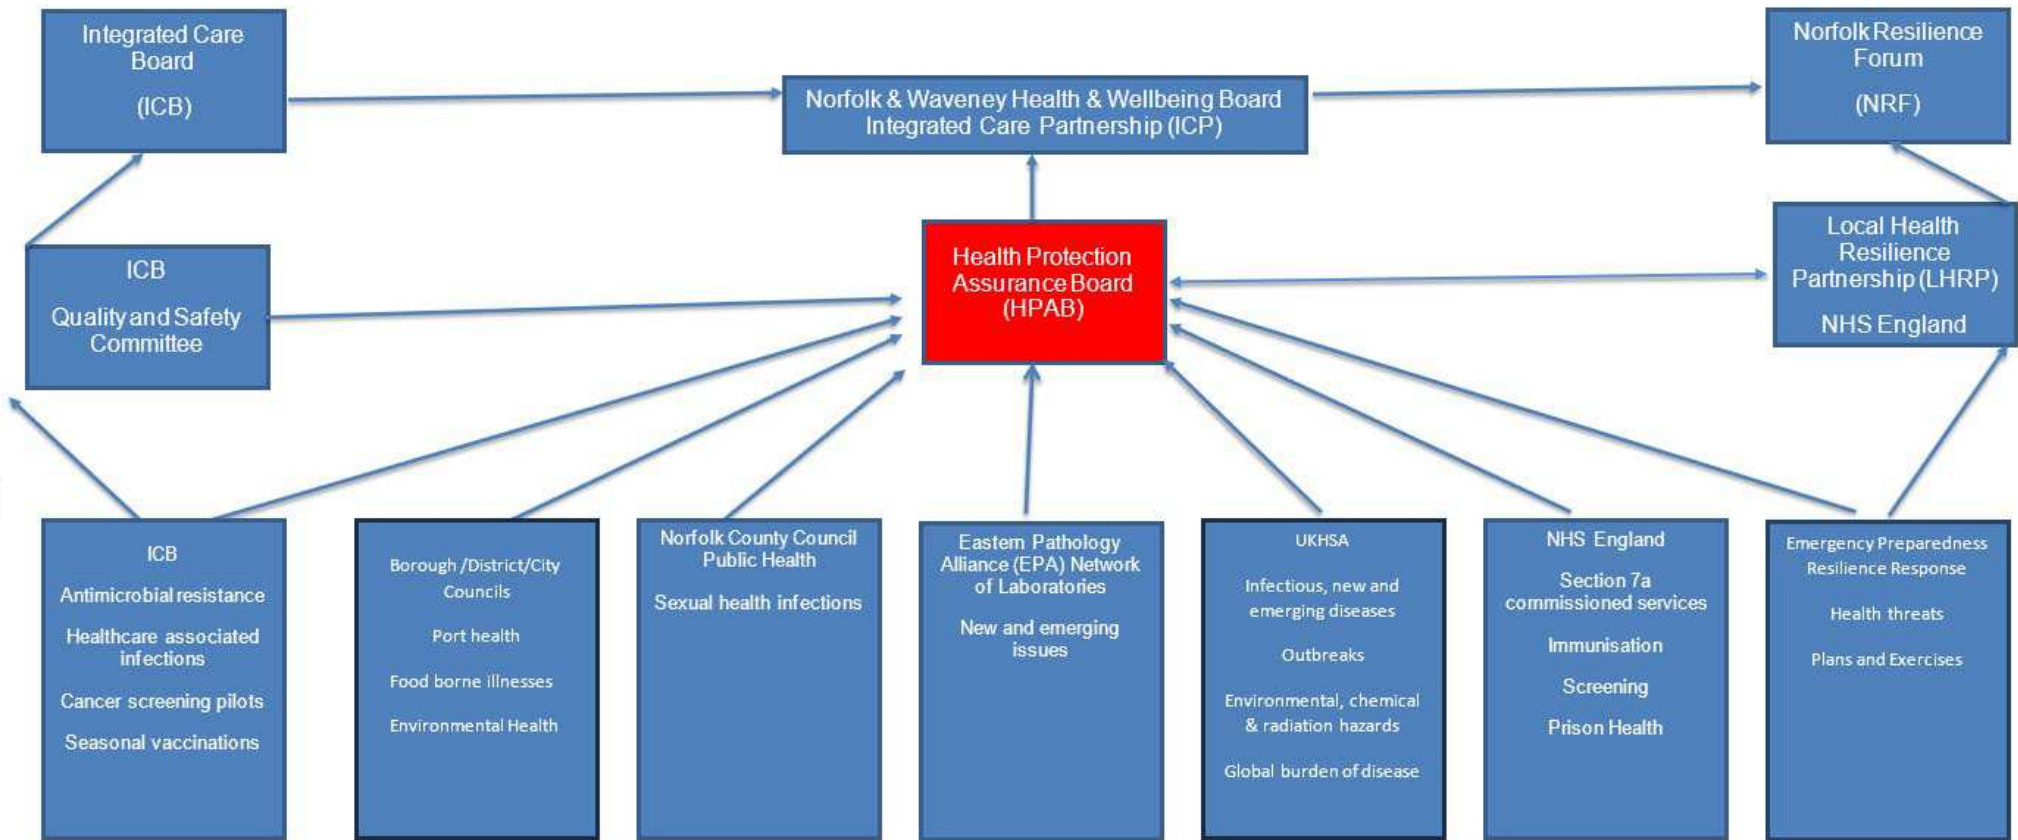 Integrated Care
Board
(ICB)
Norfolk & Waveney Health & Wellbeing Board
Integrated Care Partnership (ICP)
Norfolk Resilience
Forum
(NRF)
ICB
Quality and Safety
Committee
Health Protection
Assurance Board
(HPAB)
Local Health
Resilience
Partnership (LHRP)
NHS England
ICB
Antimicrobial resistance
Healthcare associated
infections
Cancer screening pilots
Seasonal vaccinations
Borough /District/City
Councils
Port health
Food borne illnesses
Environmental Health
Norfolk County Council
Public Health
Sexual health infections
Eastern Pathology
Alliance (EPA) Network
of Laboratories
New and emerging
issues
UKHSA
Infectious, new and
emerging diseases
Outbreaks
Environmental, chemical
& radiation hazards
Global burden of disease
NHS England
Section 7a
commissioned services
Immunisation
Screening
Prison Health
Emergency Preparedness
Resilience Response
Health threats
Plans and Exercises